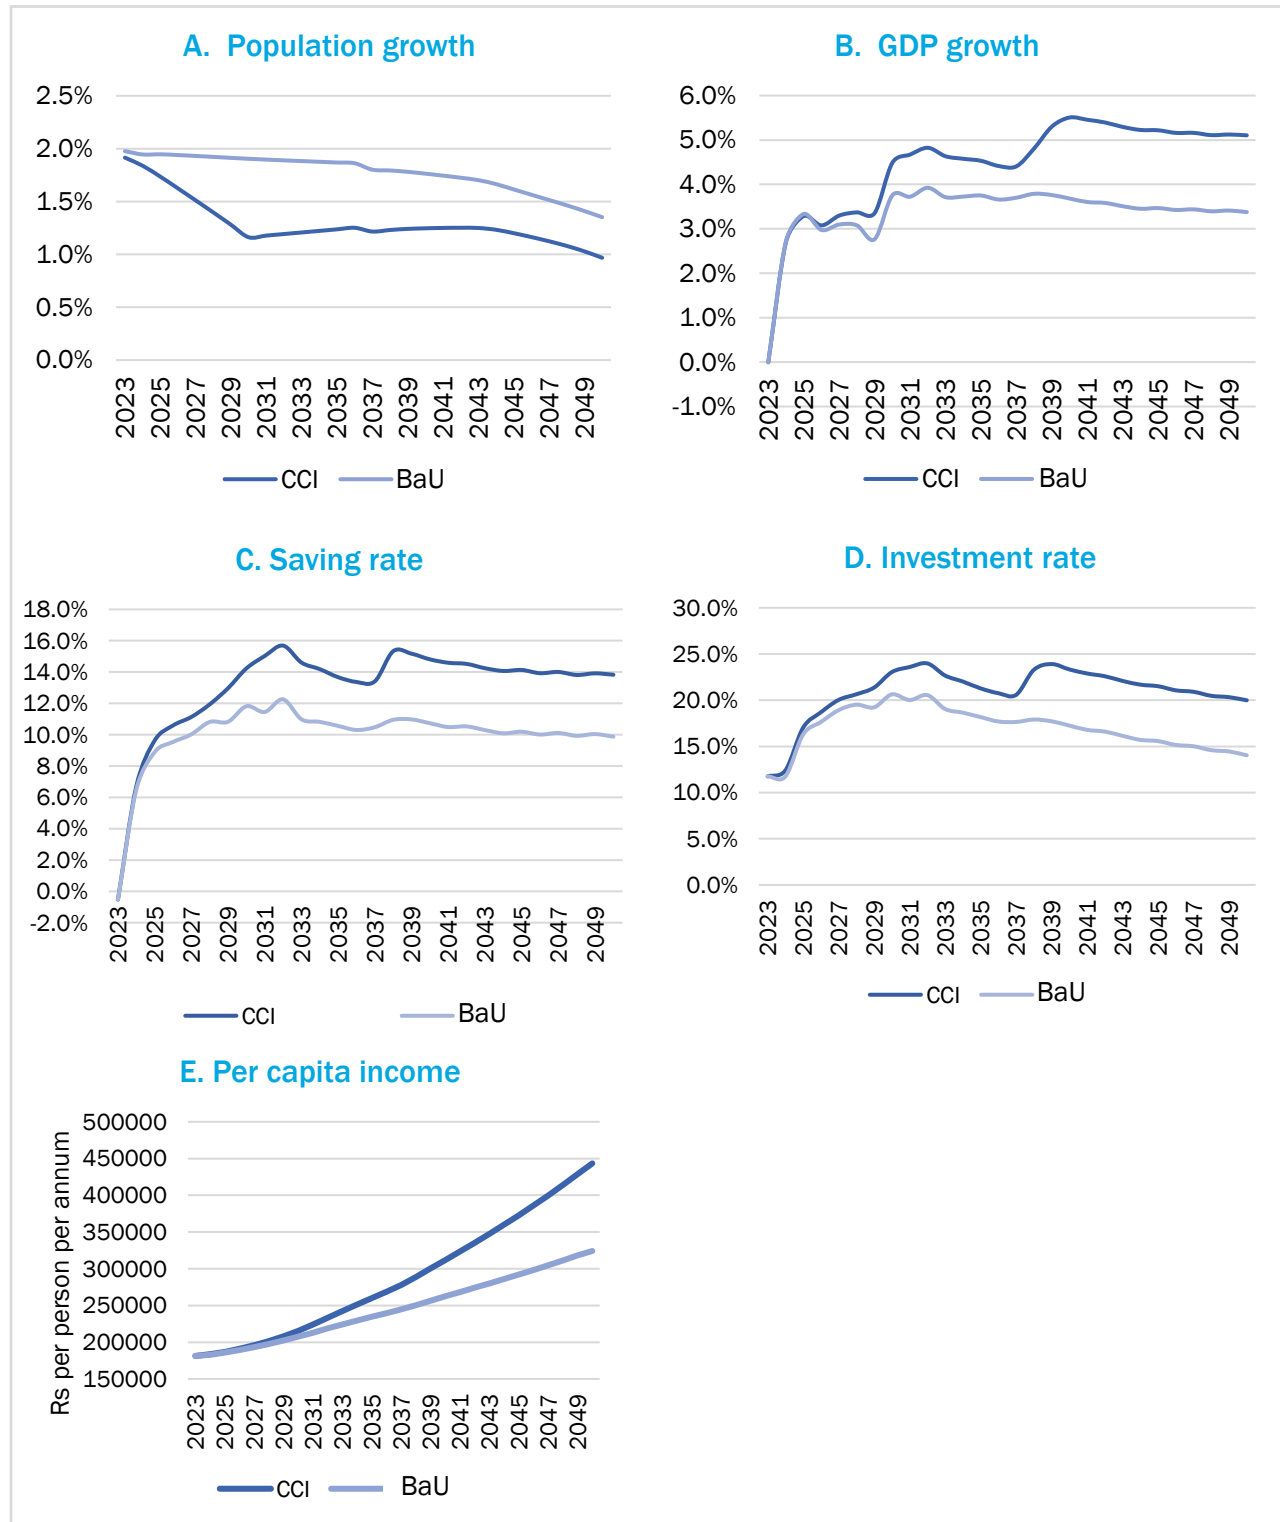 A. Population growth
2.5%
2.0%
1.5%
1.0%
0.5%
0.0%
2023 2025 2027 2029 2031 2033 2035 2037 2039 2041 2043 2045 2047 2049
CCI BaU
B. GDP growth
6.0%
5.0%
4.0%
3.0%
2.0%
1.0%
0.0%
-1.0%
2023 2025 2027 2029 2031 2033 2035 2037 2039 2041 2043 2045 2047 2049
CCI BaU
C. Saving rate
18.0%
16.0%
14.0%
12.0%
10.0%
8.0%
6.0%
4.0%
2.0%
0.0%
-2.0%
2023 2025 2027 2029 2031 2033 2035 2037 2039 2041 2043 2045 2047 2049
CCI BaU
D. Investment rate
30.0%
25.0%
20.0%
15.0%
10.0%
5.0%
0.0%
2023 2025 2027 2029 2031 2033 2035 2037 2039 2041 2043 2045 2047 2049
CCI BaU
E. Per capita income
Rs per person per annum
500000
450000
400000
350000
300000
250000
200000
150000
2023 2025 2027 2029 2031 2033 2035 2037 2039 2041 2043 2045 2047 2049
CCI BaU